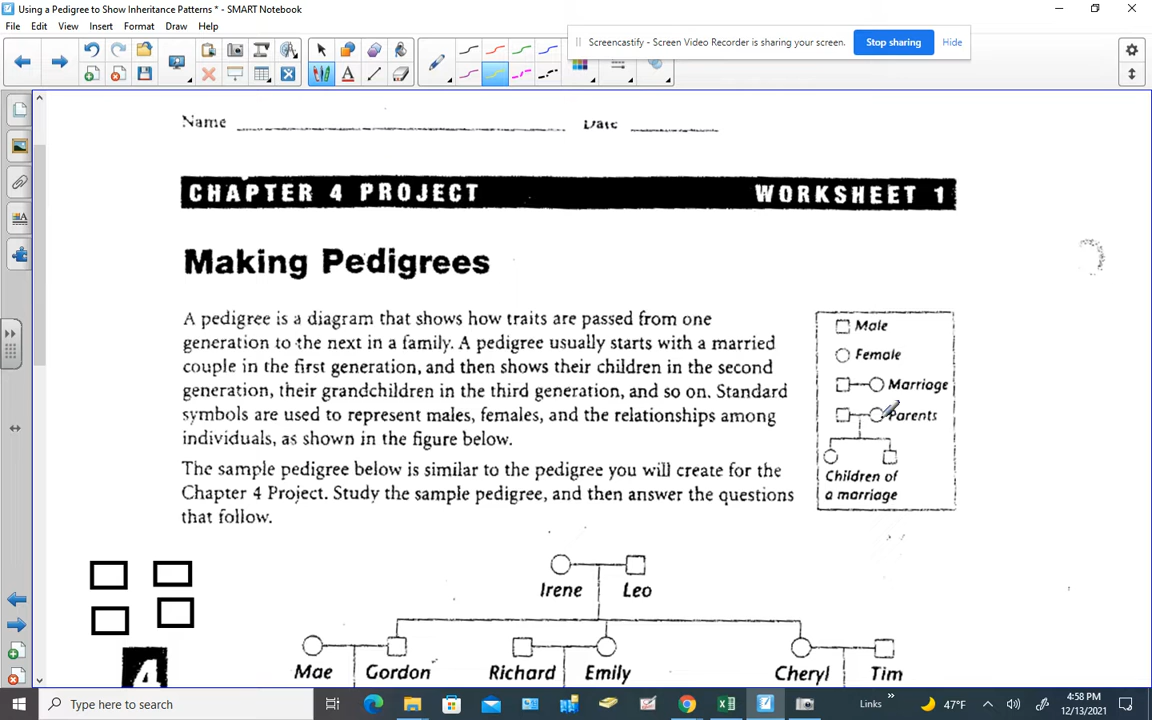 Using a Pedigree to Show Inheritance Patterns * - SMART Notebook
File Edit View Insert Format Draw Help
Screencastify - Screen Video Recorder is sharing your screen. Stop sharing Hide
Name Date
CHAPTER 4 PROJECT WORKSHEET 1
Making Pedigrees
A pedigree is a diagram that shows how traits are passed from one
generation to the next in a family. A pedigree usually starts with a married
couple in the first generation, and then shows their children in the second
generation, their grandchildren in the third generation, and so on. Standard
symbols are used to represent males, females, and the relationships among
individuals, as shown in the figure below.
The sample pedigree below is similar to the pedigree you will create for the
Chapter 4 Project. Study the sample pedigree, and then answer the questions
that follow.
Male
Female
Marriage
Parents
Children of
a marriage
Irene Leo
Mae Gordon Richard Emily Cheryl Tim
4
Type here to search
Links
47°F
4:58 PM
12/13/2021